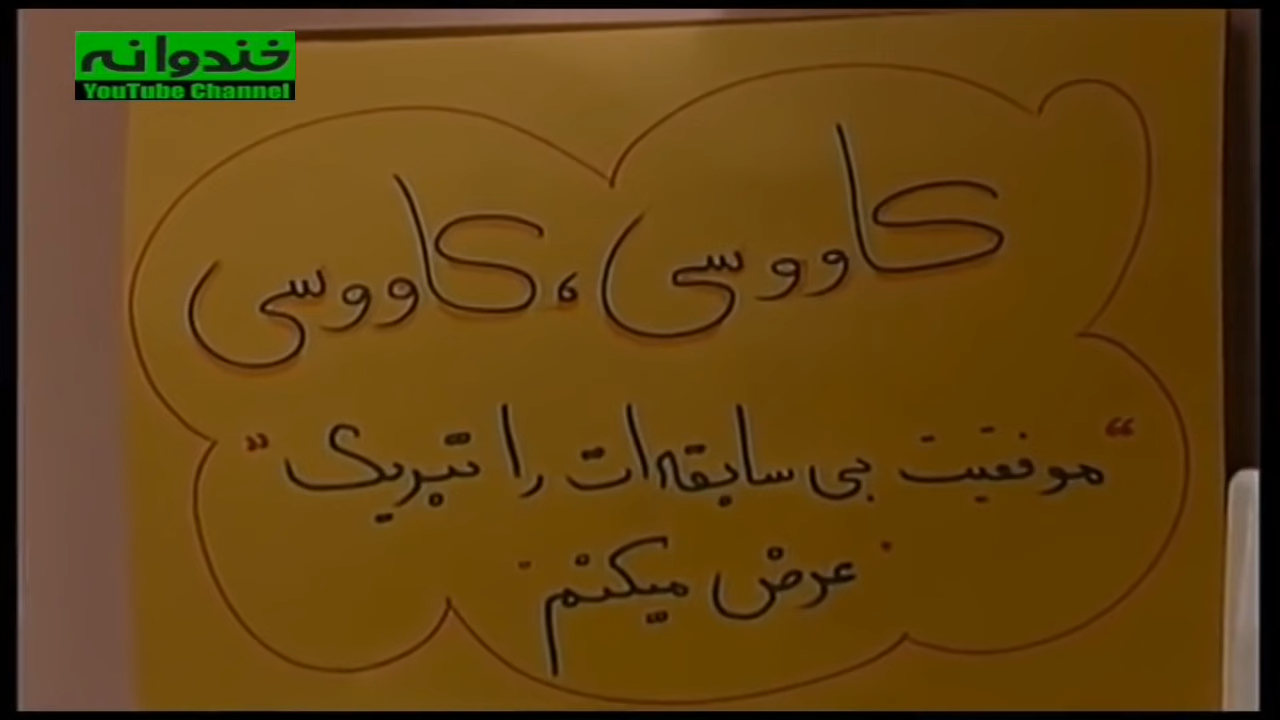 خندوانه
YouTube Channel
کاووسی، کاووسی
“موفقیت بی سابقه‌ات را تبریک”
"عرض میکنم"